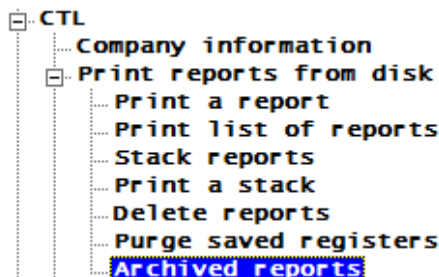 CTL
Company information
Print reports from disk
Print a report
Print list of reports
Stack reports
Print a stack
Delete reports
Purge saved registers
Archived reports